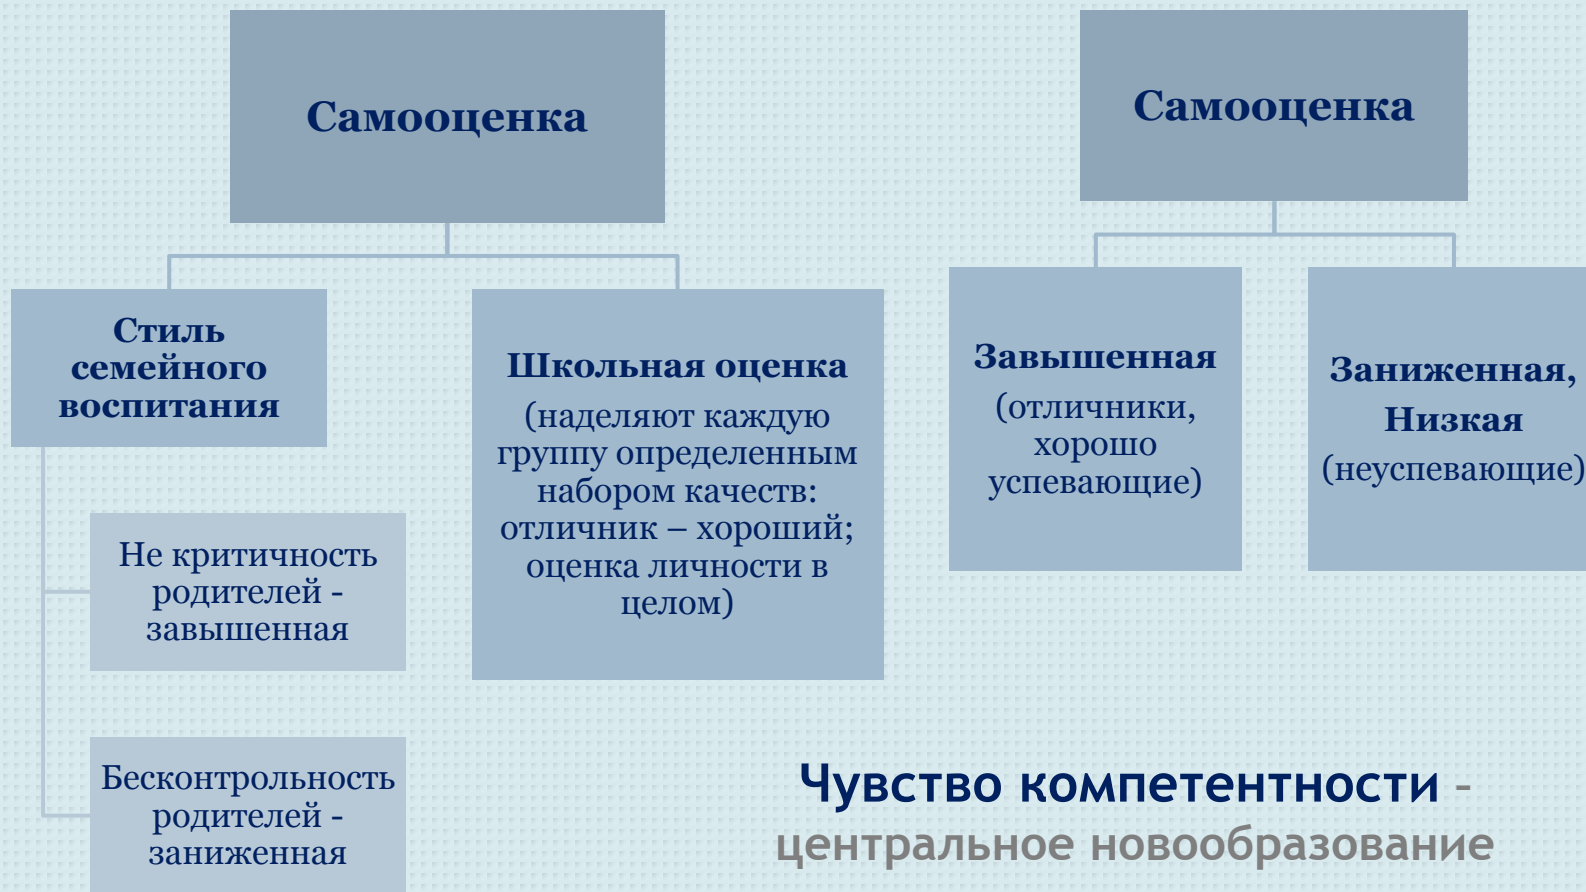 Самооценка
Стиль
семейного
воспитания
Не критичность
родителей -
завышенная
Бесконтрольность
родителей -
заниженная
Школьная оценка
(наделяют каждую
группу определенным
набором качеств:
отличник – хороший;
оценка личности в
целом)
Самооценка
Завышенная
(отличники,
хорошо
успевающие)
Заниженная,
Низкая
(неуспевающие)
Чувство компетентности –
центральное новообразование